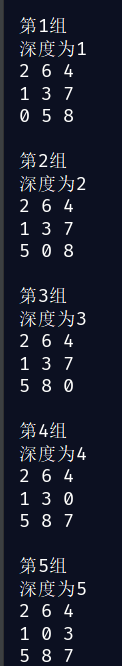 第1组
深度为1
2 6 4
1 3 7
0 5 8
第2组
深度为2
2 6 4
1 3 7
5 0 8
第3组
深度为3
2 6 4
1 3 7
5 8 0
第4组
深度为4
2 6 4
1 3 0
5 8 7
第5组
深度为5
2 6 4
1 0 3
5 8 7